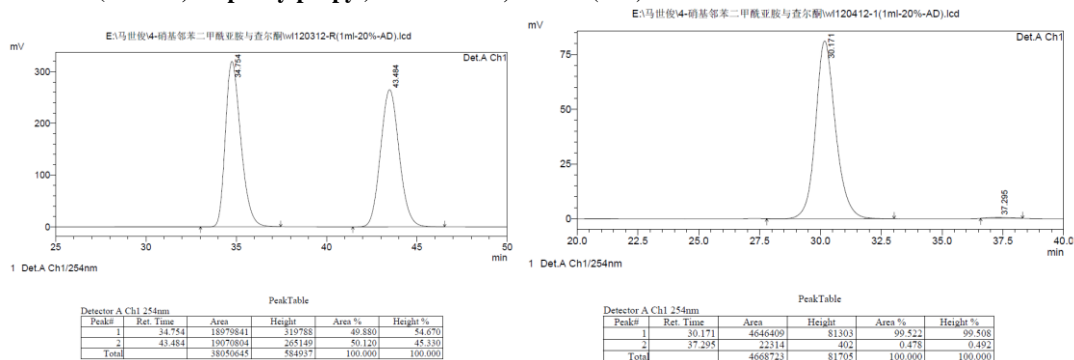 E:\马世俊\4-硝基邻苯二甲酰亚胺与查尔酮\wl120312-R(1ml-20%-AD).lcd
mV
Det.A Ch1
34.754
43.484
300
200
100
0
25 30 35 40 45 50
min
1 Det.A Ch1/254nm
PeakTable
Detector A Ch1 254nm
Peak# Ret. Time Area Height Area % Height %
1 34.754 18979841 319788 49.880 54.670
2 43.484 19070804 265149 50.120 45.330
Total 38050645 584937 100.000 100.000
E:\马世俊\4-硝基邻苯二甲酰亚胺与查尔酮\wl120412-1(1ml-20%-AD).lcd
mV
Det.A Ch1
30.171
37.295
75
50
25
0
20.0 22.5 25.0 27.5 30.0 32.5 35.0 37.5 40.0
min
1 Det.A Ch1/254nm
PeakTable
Detector A Ch1 254nm
Peak# Ret. Time Area Height Area % Height %
1 30.171 4646409 81303 99.522 99.508
2 37.295 22314 402 0.478 0.492
Total 4668723 81705 100.000 100.000